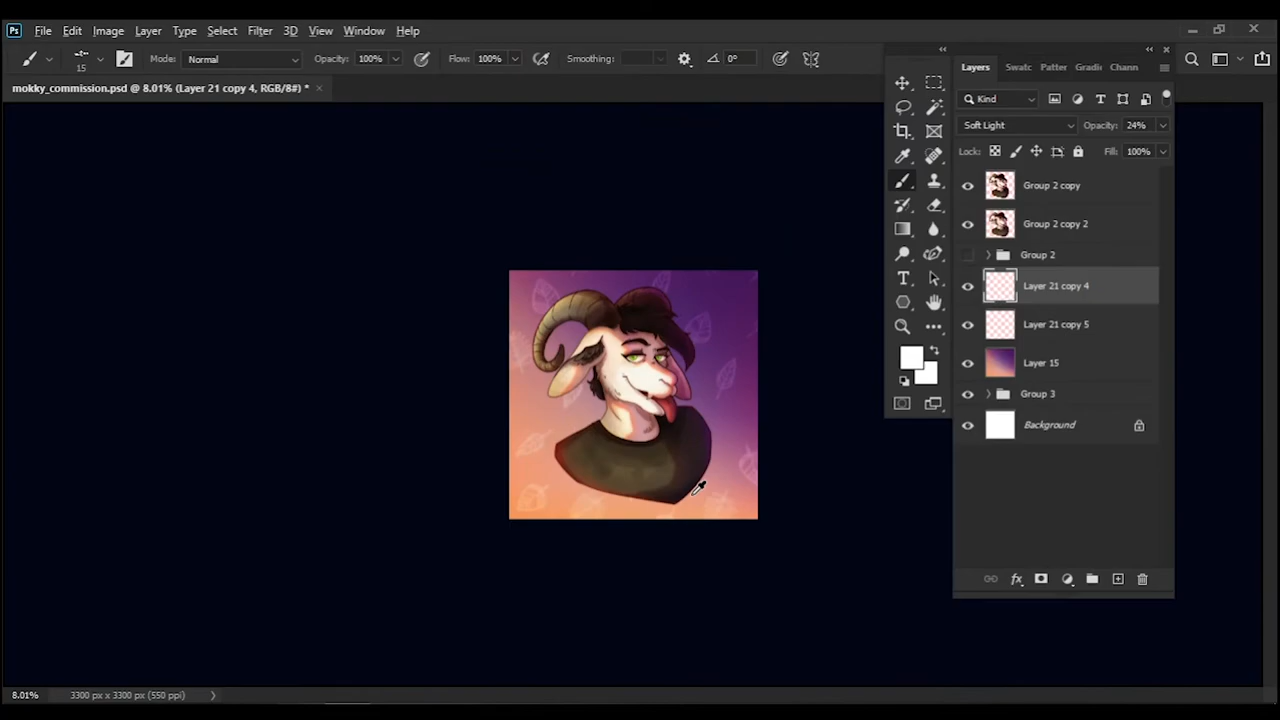 Ps File Edit Image Layer Type Select Filter 3D View Window Help
15 Mode: Normal Opacity: 100% Flow: 100% Smoothing: 0°
mokky_commission.psd @ 8.01% (Layer 21 copy 4, RGB/8#) * ×
Layers Swatc Patter Gradi Chann
Kind
Soft Light Opacity: 24%
Lock: Fill: 100%
Group 2 copy
Group 2 copy 2
Group 2
Layer 21 copy 4
Layer 21 copy 5
Layer 15
Group 3
Background
fx
8.01% 3300 px x 3300 px (550 ppi)